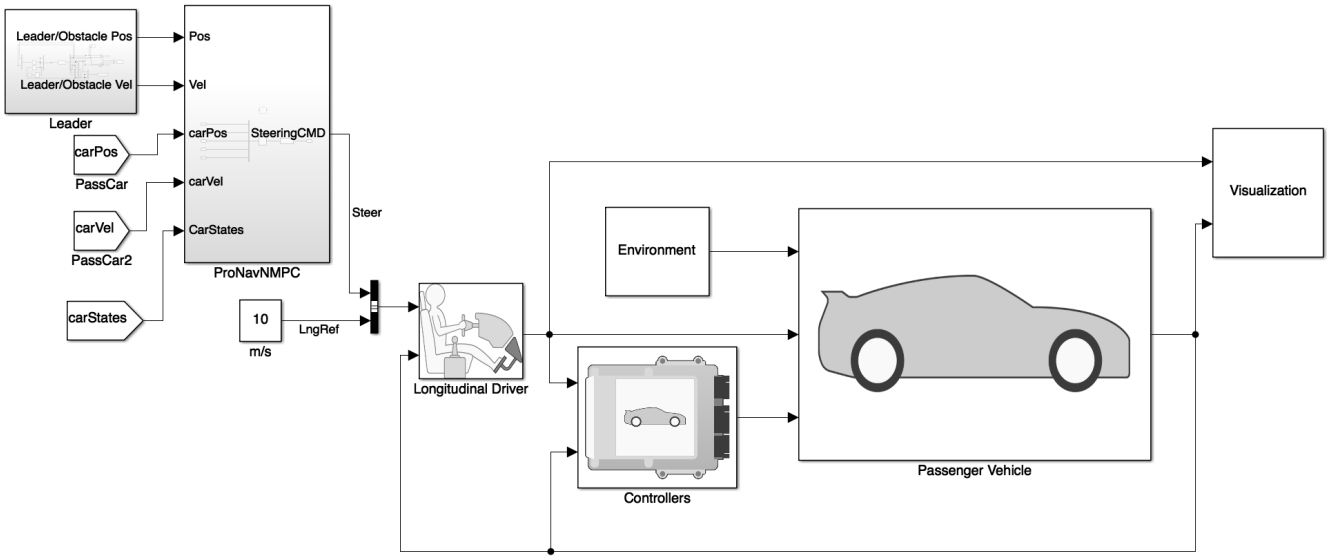 Leader/Obstacle Pos
Leader/Obstacle Vel
Leader
Pos
Vel
carPos
carVel
CarStates
SteeringCMD
ProNavNMPC
carPos
PassCar
carVel
PassCar2
carStates
Steer
10
m/s
LngRef
Longitudinal Driver
Environment
Controllers
Passenger Vehicle
Visualization